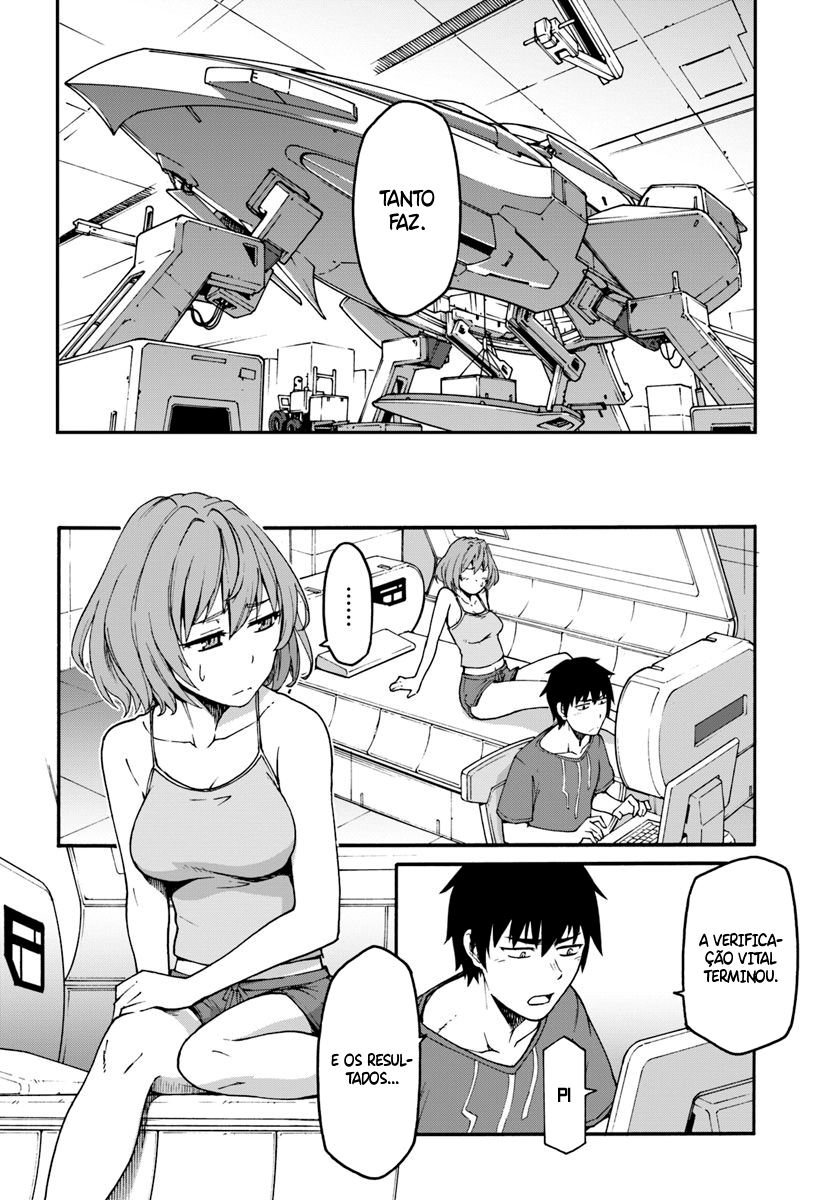 TANTO
FAZ.
......
A VERIFICA-
ÇÃO VITAL
TERMINOU.
PI
E OS RESUL-
TADOS...